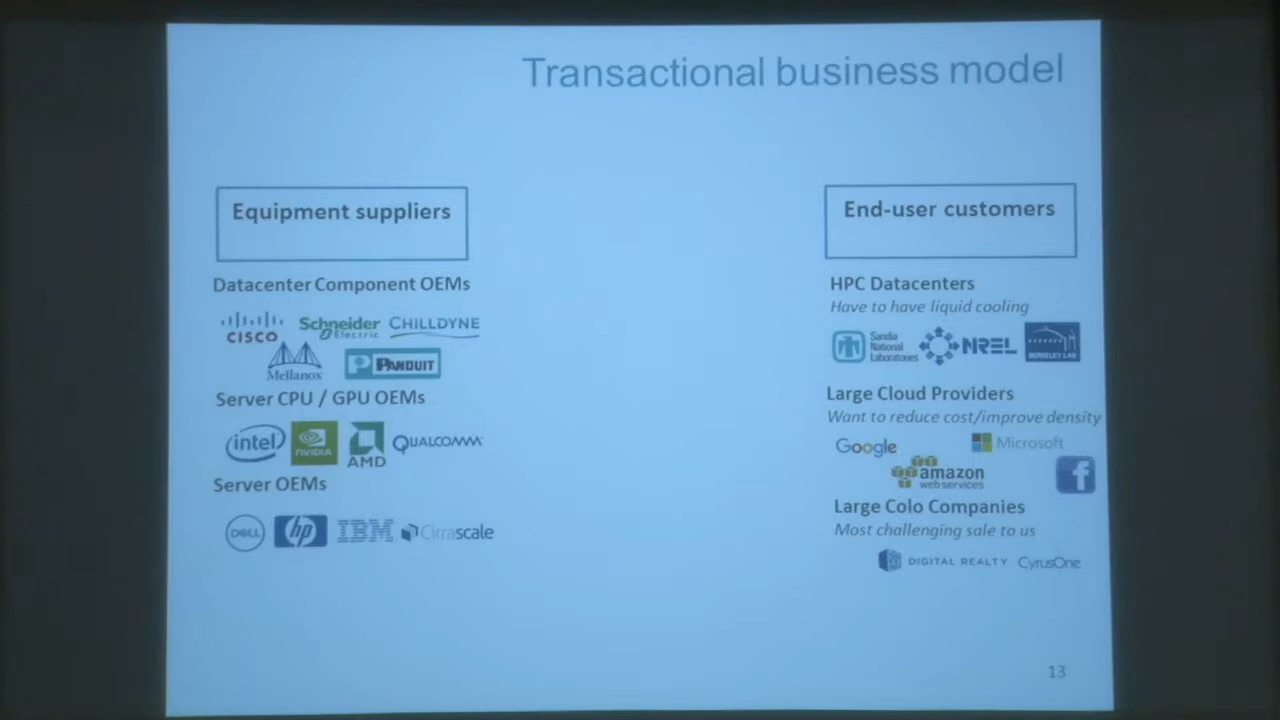 Transactional business model
Equipment suppliers
Datacenter Component OEMs
CISCO
Schneider Electric
CHILLDYNE
Mellanox
PANDUIT
Server CPU / GPU OEMs
intel
NVIDIA
AMD
QUALCOMM
Server OEMs
DELL
hp
IBM
Cirrascale
End-user customers
HPC Datacenters
Have to have liquid cooling
Sandia
National
Laboratories
NREL
BERKELEY LAB
Large Cloud Providers
Want to reduce cost/improve density
Google
Microsoft
amazon
web services
f
Large Colo Companies
Most challenging sale to us
DIGITAL REALTY
CyrusOne
13